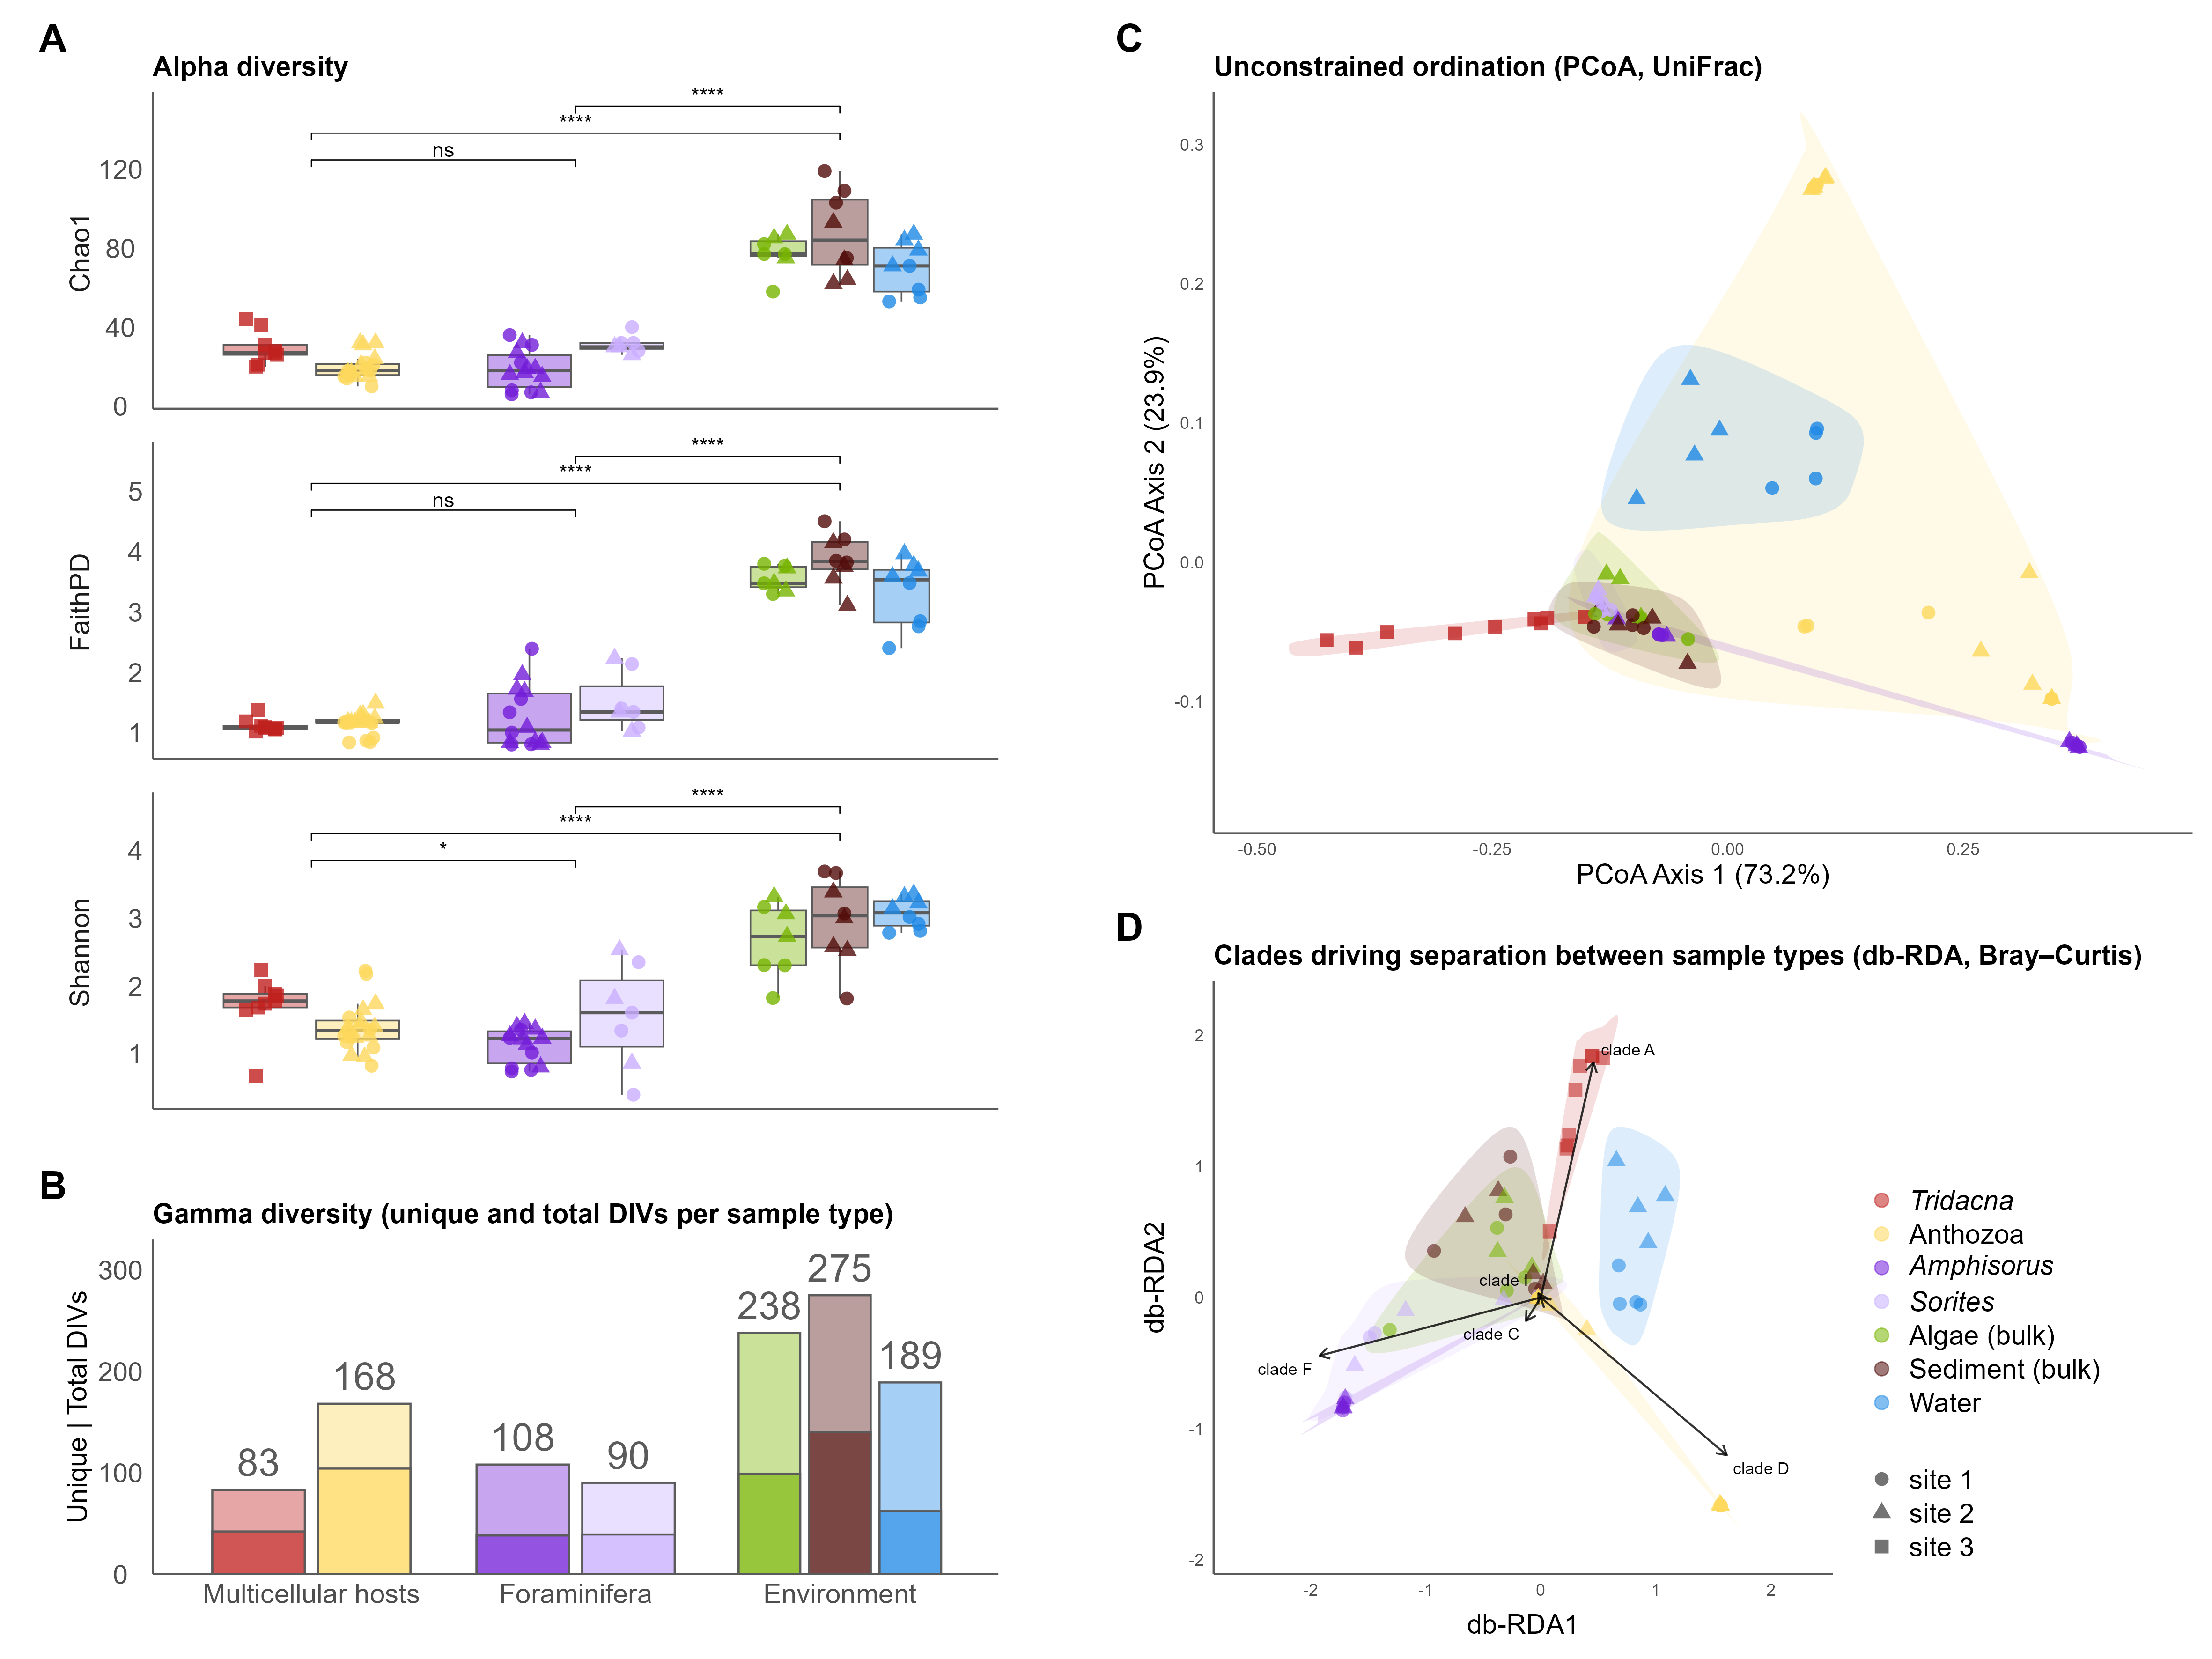 A
Alpha diversity
****
****
ns
Chao1
120
80
40
0
****
****
ns
FaithPD
5
4
3
2
1
****
****
*
Shannon
4
3
2
1
B
Gamma diversity (unique and total DIVs per sample type)
Unique | Total DIVs
300
200
100
0
83
168
108
90
238
275
189
Multicellular hosts
Foraminifera
Environment
C
Unconstrained ordination (PCoA, UniFrac)
PCoA Axis 2 (23.9%)
0.3
0.2
0.1
0.0
-0.1
-0.50
-0.25
0.00
0.25
PCoA Axis 1 (73.2%)
D
Clades driving separation between sample types (db-RDA, Bray–Curtis)
db-RDA2
2
1
0
-1
-2
clade A
clade I
clade C
clade F
clade D
-2
-1
0
1
2
db-RDA1
Tridacna
Anthozoa
Amphisorus
Sorites
Algae (bulk)
Sediment (bulk)
Water
site 1
site 2
site 3